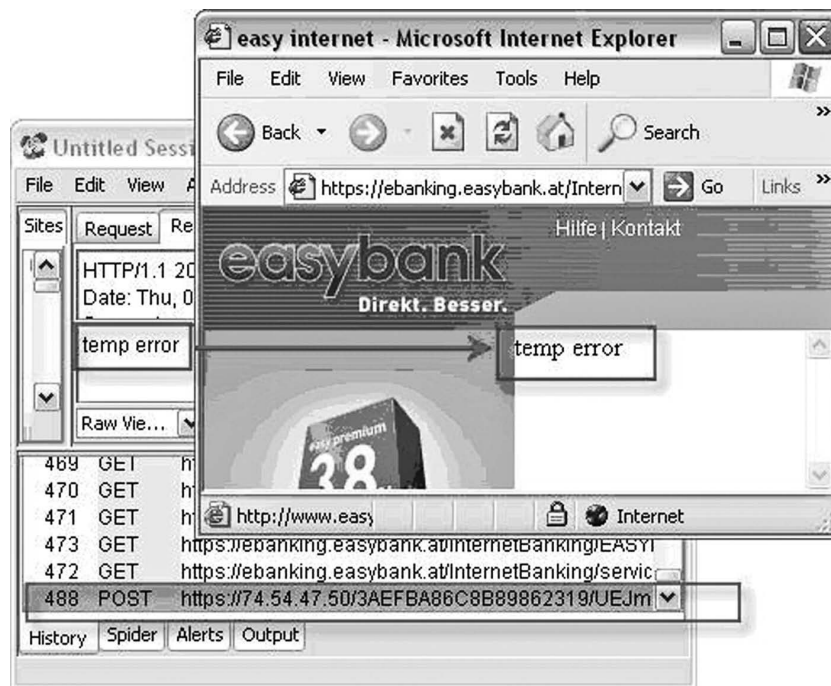 easy internet - Microsoft Internet Explorer
File Edit View Favorites Tools Help
Back Search
Address https://ebanking.easybank.at/Intern Go Links
Hilfe | Kontakt
easybank
Direkt. Besser.
temp error
easy premium
38
http://www.easy Internet
Untitled Sessi
File Edit View A
Sites Request Re
HTTP/1.1 20
Date: Thu, 0
temp error
Raw Vie...
469 GET h
470 GET h
471 GET h
473 GET https://ebanking.easybank.at/InternetBanking/EASYI
472 GET https://ebanking.easybank.at/InternetBanking/servic
488 POST https://74.54.47.50/3AEFBA86C8B89862319/UEJm
History Spider Alerts Output